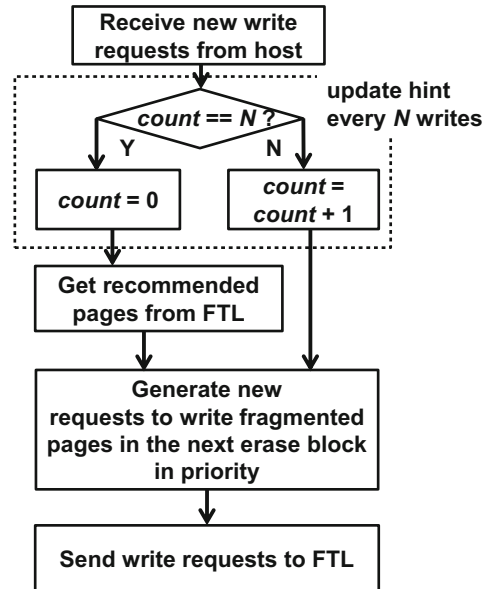 Receive new write
requests from host
update hint
every N writes
count == N ?
Y
N
count = 0
count =
count + 1
Get recommended
pages from FTL
Generate new
requests to write fragmented
pages in the next erase block
in priority
Send write requests to FTL